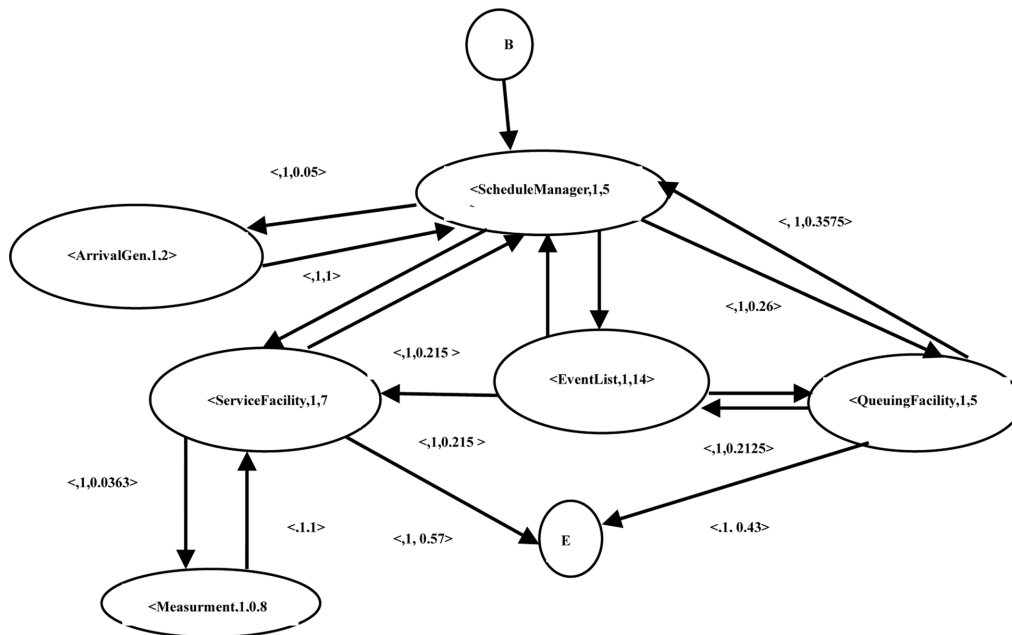 B
<,1,0.05>
<ScheduleManager,1,5
<, 1,0.3575>
<ArrivalGen,1,2>
<,1,1>
<,1,0.26>
<,1,0.215 >
<EventList,1,14>
<ServiceFacility,1,7
<QueuingFacility,1,5
<,1,0.215 >
<,1,0.2125>
<,1,0.0363>
<.1.1>
<,1, 0.57>
E
<.1. 0.43>
<Measurment,1,0.8